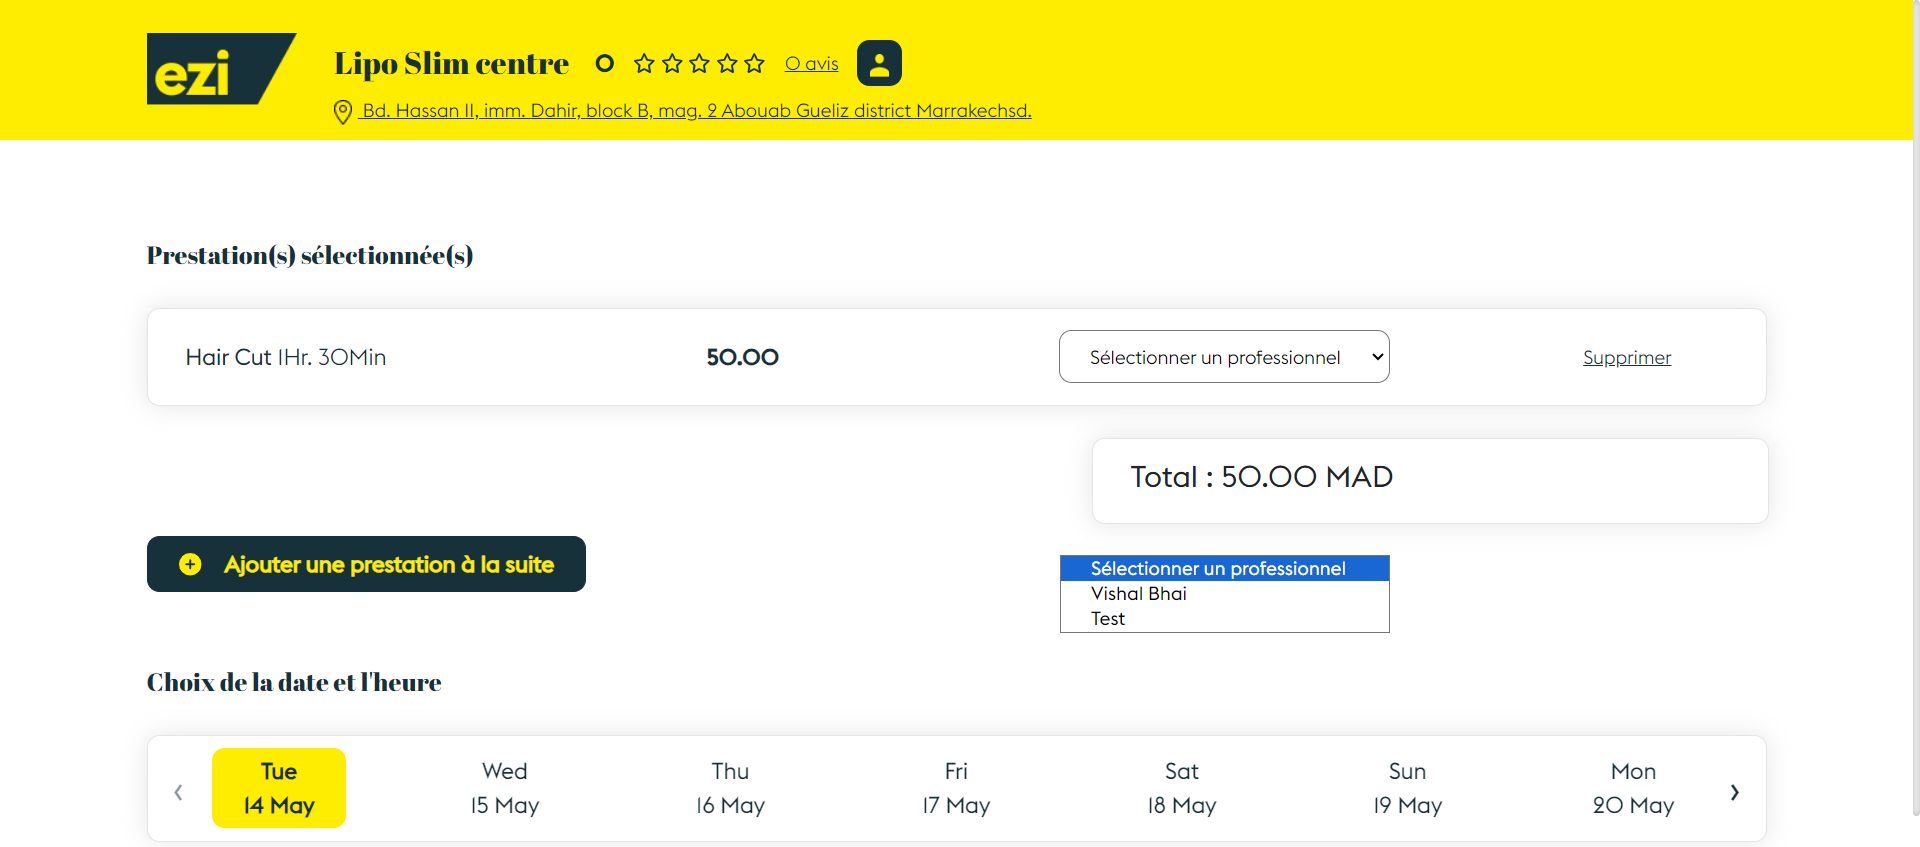 ezi
Lipo Slim centre 0 0 avis
Bd. Hassan II, imm. Dahir, block B, mag. 2 Abouab Gueliz district Marrakechsd.
Prestation(s) sélectionnée(s)
Hair Cut 1Hr. 30Min 50.00 Sélectionner un professionnel Supprimer
Total : 50.00 MAD
Ajouter une prestation à la suite
Sélectionner un professionnel
Vishal Bhai
Test
Choix de la date et l'heure
Tue Wed Thu Fri Sat Sun Mon
14 May 15 May 16 May 17 May 18 May 19 May 20 May